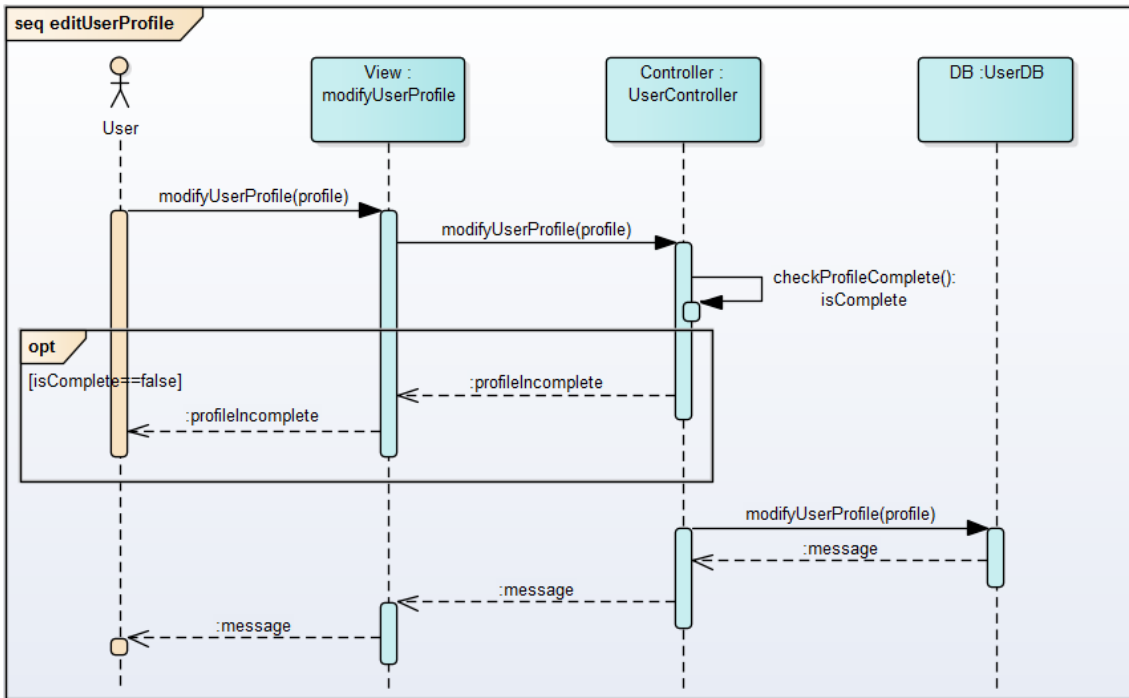 seq editUserProfile
User
View :
modifyUserProfile
Controller :
UserController
DB :UserDB
modifyUserProfile(profile)
modifyUserProfile(profile)
checkProfileComplete():
isComplete
opt
[isComplete==false]
:profileIncomplete
:profileIncomplete
modifyUserProfile(profile)
:message
:message
:message